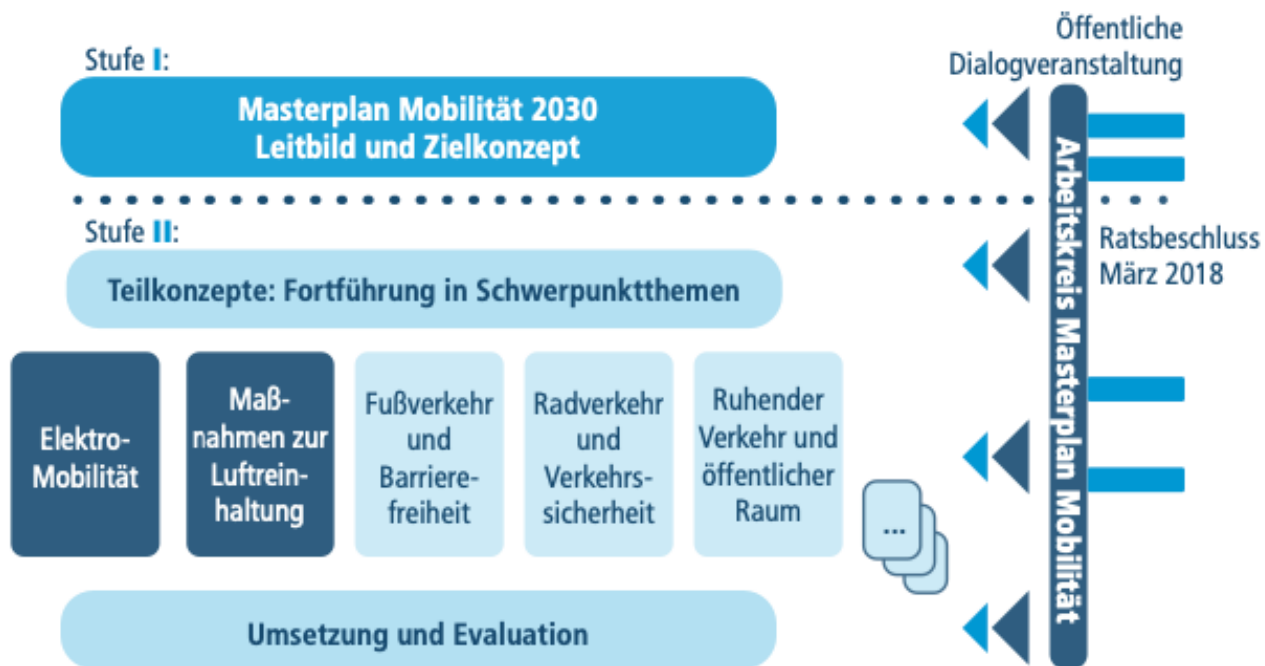 Öffentliche
Dialogveranstaltung
Stufe I:
Masterplan Mobilität 2030
Leitbild und Zielkonzept
Stufe II:
Teilkonzepte: Fortführung in Schwerpunktthemen
Ratsbeschluss
März 2018
Arbeitskreis Masterplan Mobilität
Elektro-
Mobilität
Maß-
nahmen zur
Luftrein-
haltung
Fußverkehr
und
Barriere-
freiheit
Radverkehr
und
Verkehrs-
sicherheit
Ruhender
Verkehr und
öffentlicher
Raum
...
Umsetzung und Evaluation